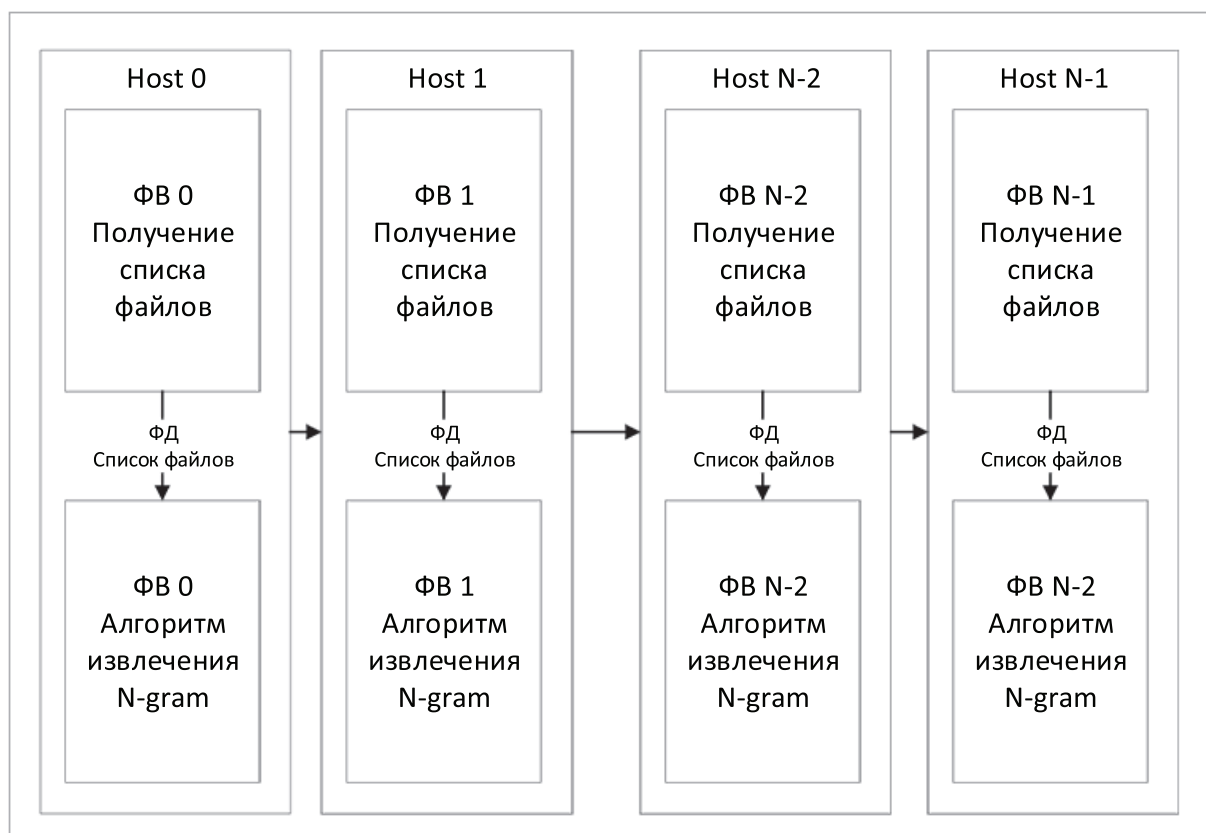 Host 0
ФВ 0
Получение
списка
файлов
ФД
Список файлов
ФВ 0
Алгоритм
извлечения
N-gram
Host 1
ФВ 1
Получение
списка
файлов
ФД
Список файлов
ФВ 1
Алгоритм
извлечения
N-gram
Host N-2
ФВ N-2
Получение
списка
файлов
ФД
Список файлов
ФВ N-2
Алгоритм
извлечения
N-gram
Host N-1
ФВ N-1
Получение
списка
файлов
ФД
Список файлов
ФВ N-2
Алгоритм
извлечения
N-gram